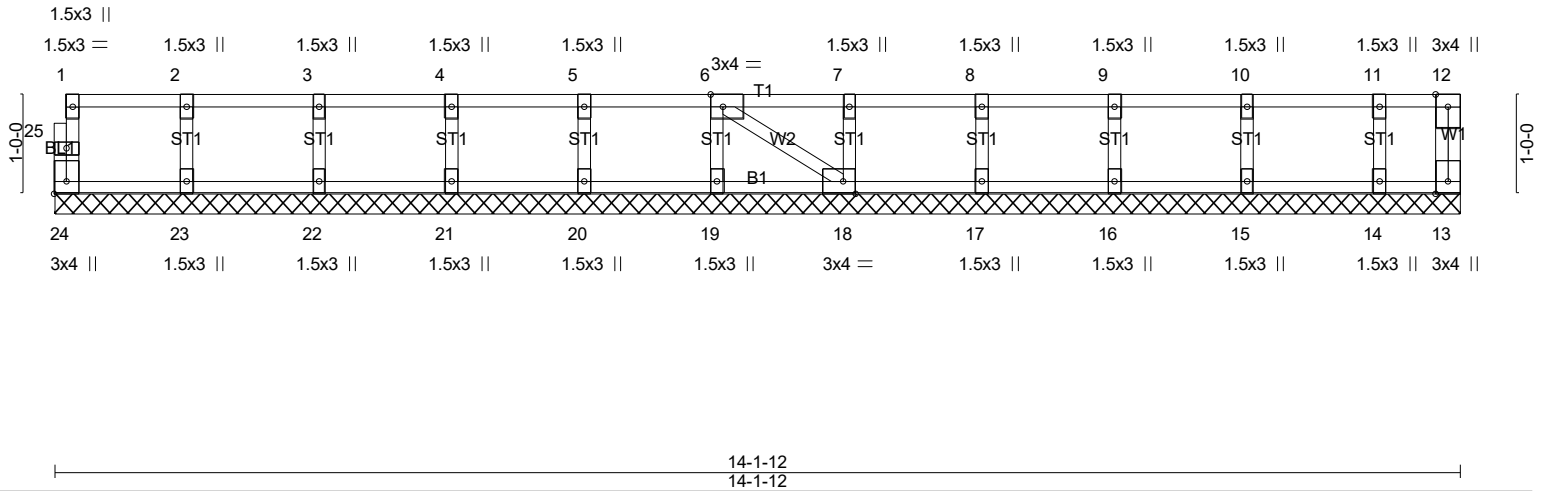 1.5x3 ||
1.5x3 = 1.5x3 || 1.5x3 || 1.5x3 || 1.5x3 || 1.5x3 || 1.5x3 || 1.5x3 || 1.5x3 || 1.5x3 || 3x4 ||
3x4 =
1 2 3 4 5 6 7 8 9 10 11 12
T1
1-0-0 25 BL1 ST1 ST1 ST1 ST1 ST1 W2 ST1 ST1 ST1 ST1 ST1 W1 1-0-0
B1
24 23 22 21 20 19 18 17 16 15 14 13
3x4 || 1.5x3 || 1.5x3 || 1.5x3 || 1.5x3 || 1.5x3 || 3x4 = 1.5x3 || 1.5x3 || 1.5x3 || 1.5x3 || 3x4 ||
14-1-12
14-1-12